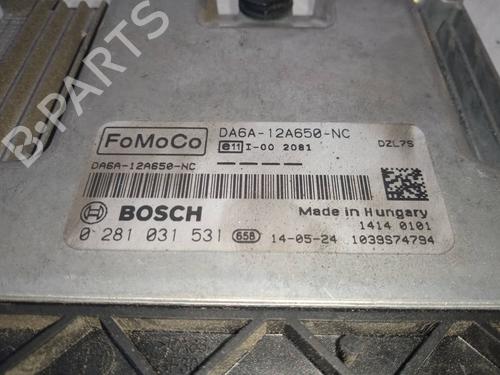 FoMoCo
DA6A-12A650-NC
e11 I-00 2081
DZL7S
DA6A-12A650-NC
BOSCH
Made in Hungary
1414 0101
0 281 031 531 658 14-05-24 1039S74794
B-PARTS